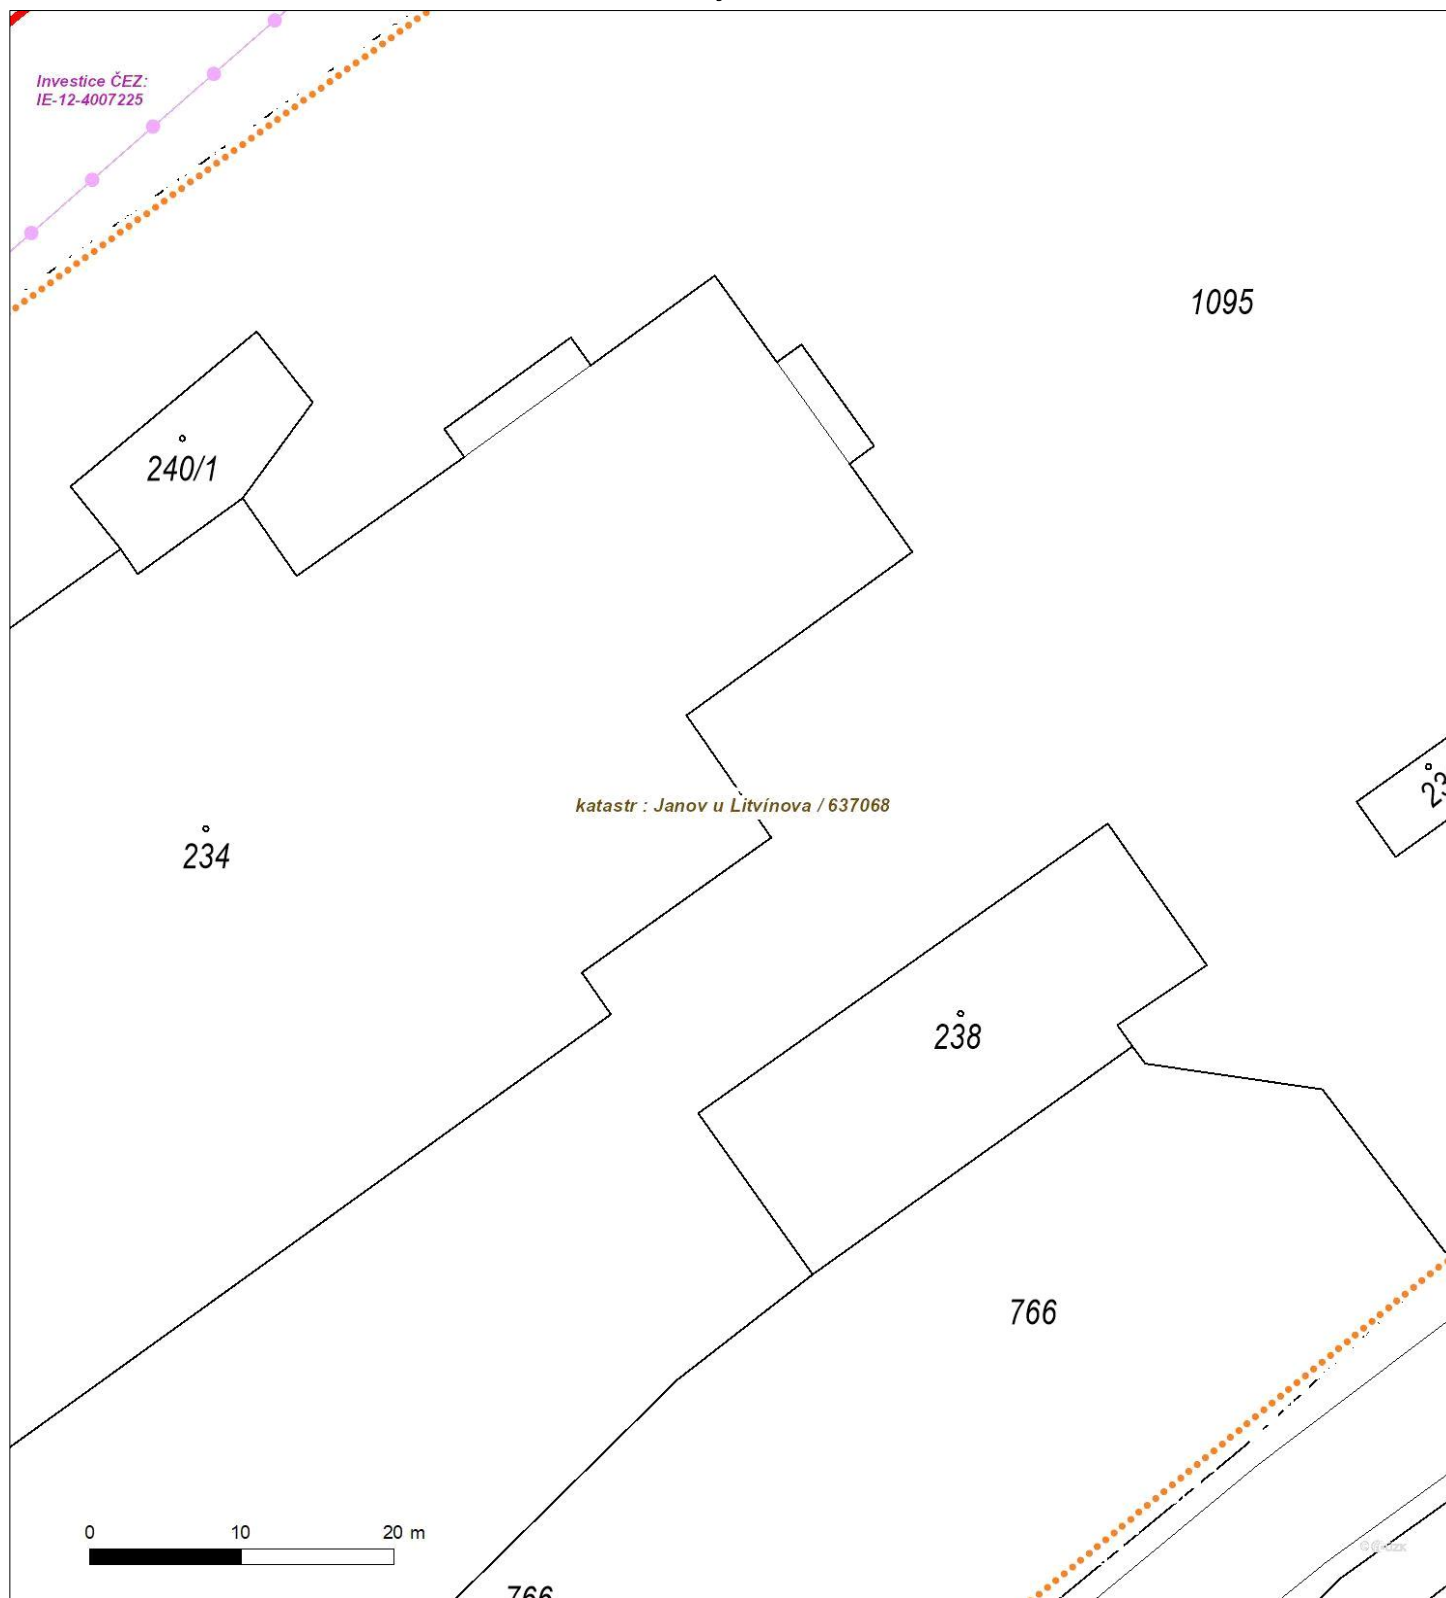 Investice ČEZ:
IE-12-4007225
1095
240/1
katastr : Janov u Litvínova / 637068
234
238
766
0 10 20 m
766